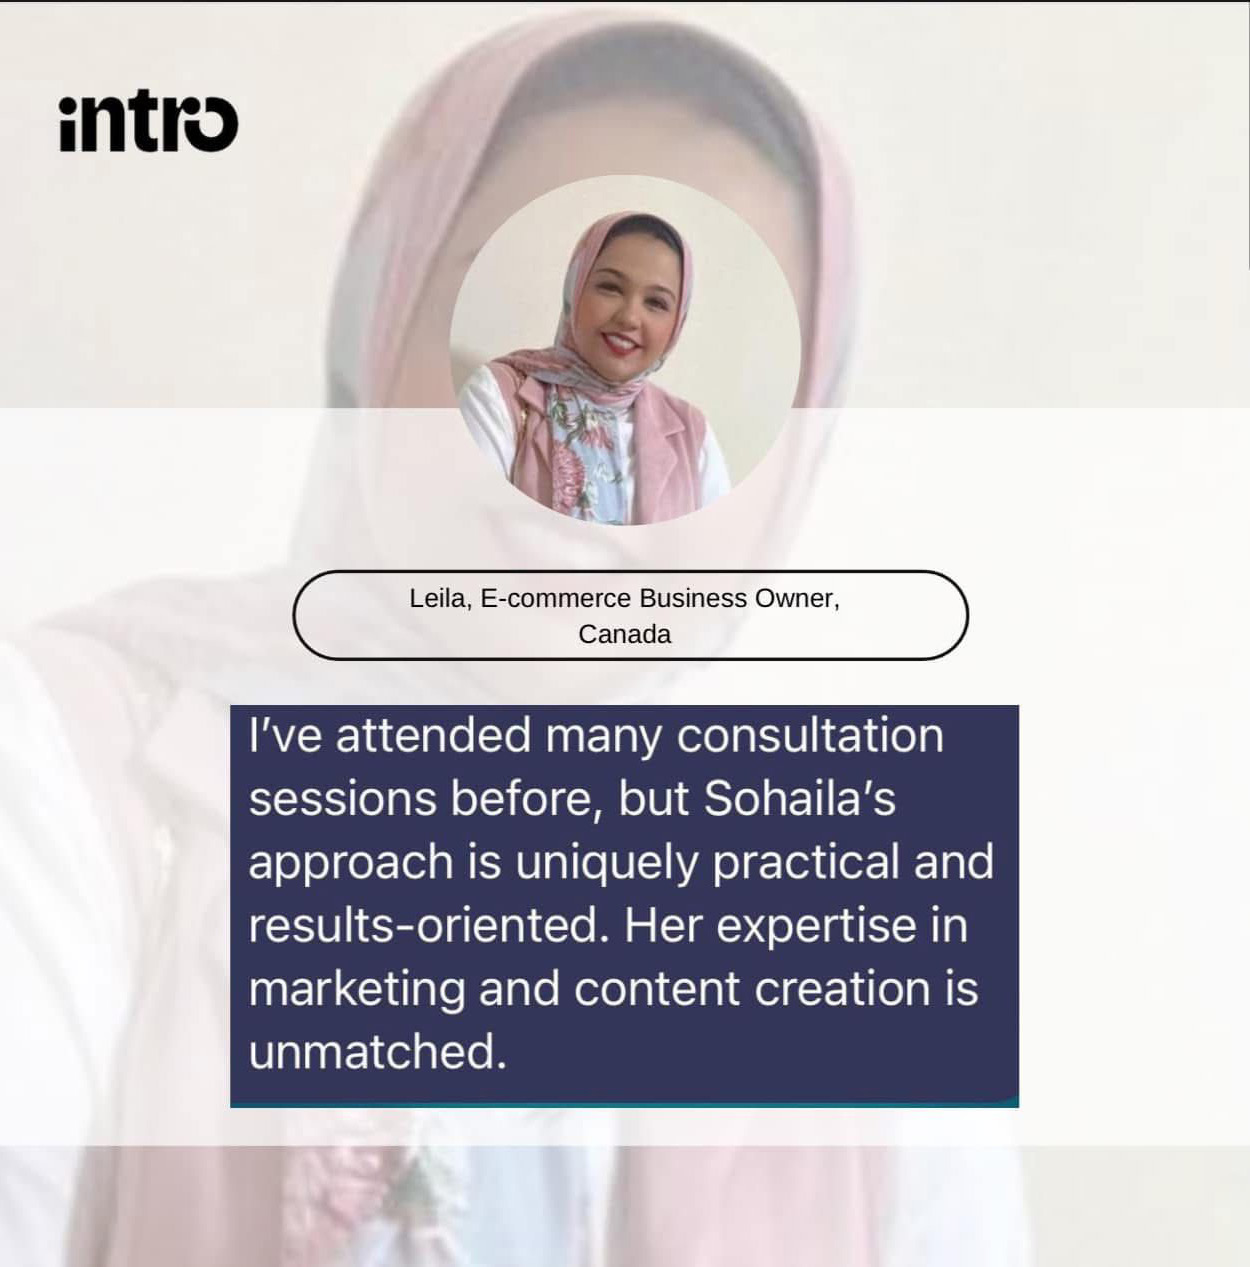 intro
Leila, E-commerce Business Owner,
Canada
I’ve attended many consultation
sessions before, but Sohaila’s
approach is uniquely practical and
results-oriented. Her expertise in
marketing and content creation is
unmatched.